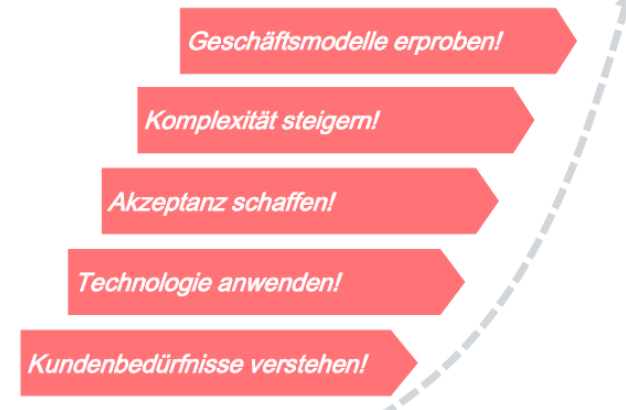 Geschäftsmodelle erproben!
Komplexität steigern!
Akzeptanz schaffen!
Technologie anwenden!
Kundenbedürfnisse verstehen!